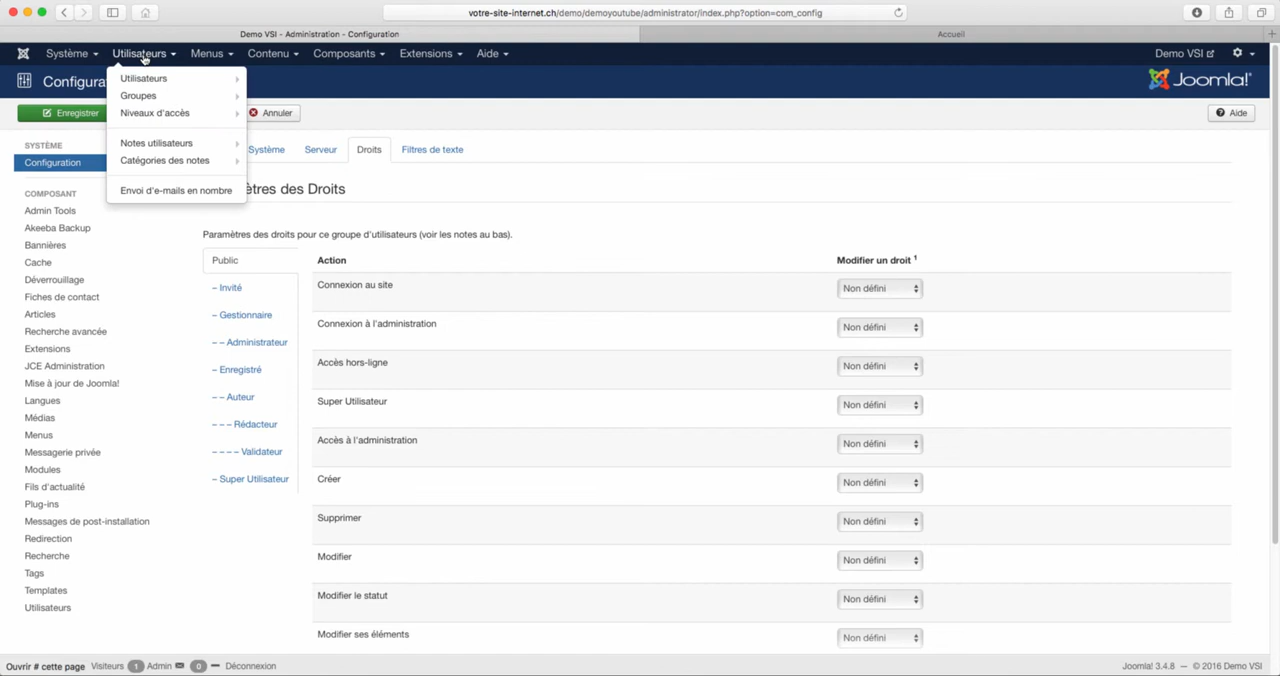 votre-site-internet.ch/demo/demoyoutube/administrator/index.php?option=com_config
Demo VSI - Administration - Configuration
Accueil
Système Utilisateurs Menus Contenu Composants Extensions Aide Demo VSI
Configura
Joomla!®
Enregistrer
Annuler
Aide
Utilisateurs
Groupes
Niveaux d'accès
Notes utilisateurs
Catégories des notes
Envoi d'e-mails en nombre
SYSTÈME
Configuration
COMPOSANT
Admin Tools
Akeeba Backup
Bannières
Cache
Déverrouillage
Fiches de contact
Articles
Recherche avancée
Extensions
JCE Administration
Mise à jour de Joomla!
Langues
Médias
Menus
Messagerie privée
Modules
Fils d'actualité
Plug-ins
Messages de post-installation
Redirection
Recherche
Tags
Templates
Utilisateurs
Système Serveur Droits Filtres de texte
ètres des Droits
Paramètres des droits pour ce groupe d'utilisateurs (voir les notes au bas).
Public
– Invité
– Gestionnaire
– – Administrateur
– Enregistré
– – Auteur
– – – Rédacteur
– – – – Validateur
– Super Utilisateur
Action Modifier un droit 1
Connexion au site Non défini
Connexion à l'administration Non défini
Accès hors-ligne Non défini
Super Utilisateur Non défini
Accès à l'administration Non défini
Créer Non défini
Supprimer Non défini
Modifier Non défini
Modifier le statut Non défini
Modifier ses éléments Non défini
Ouvrir # cette page Visiteurs 1 Admin 0 Déconnexion
Joomla! 3.4.8 — © 2016 Demo VSI